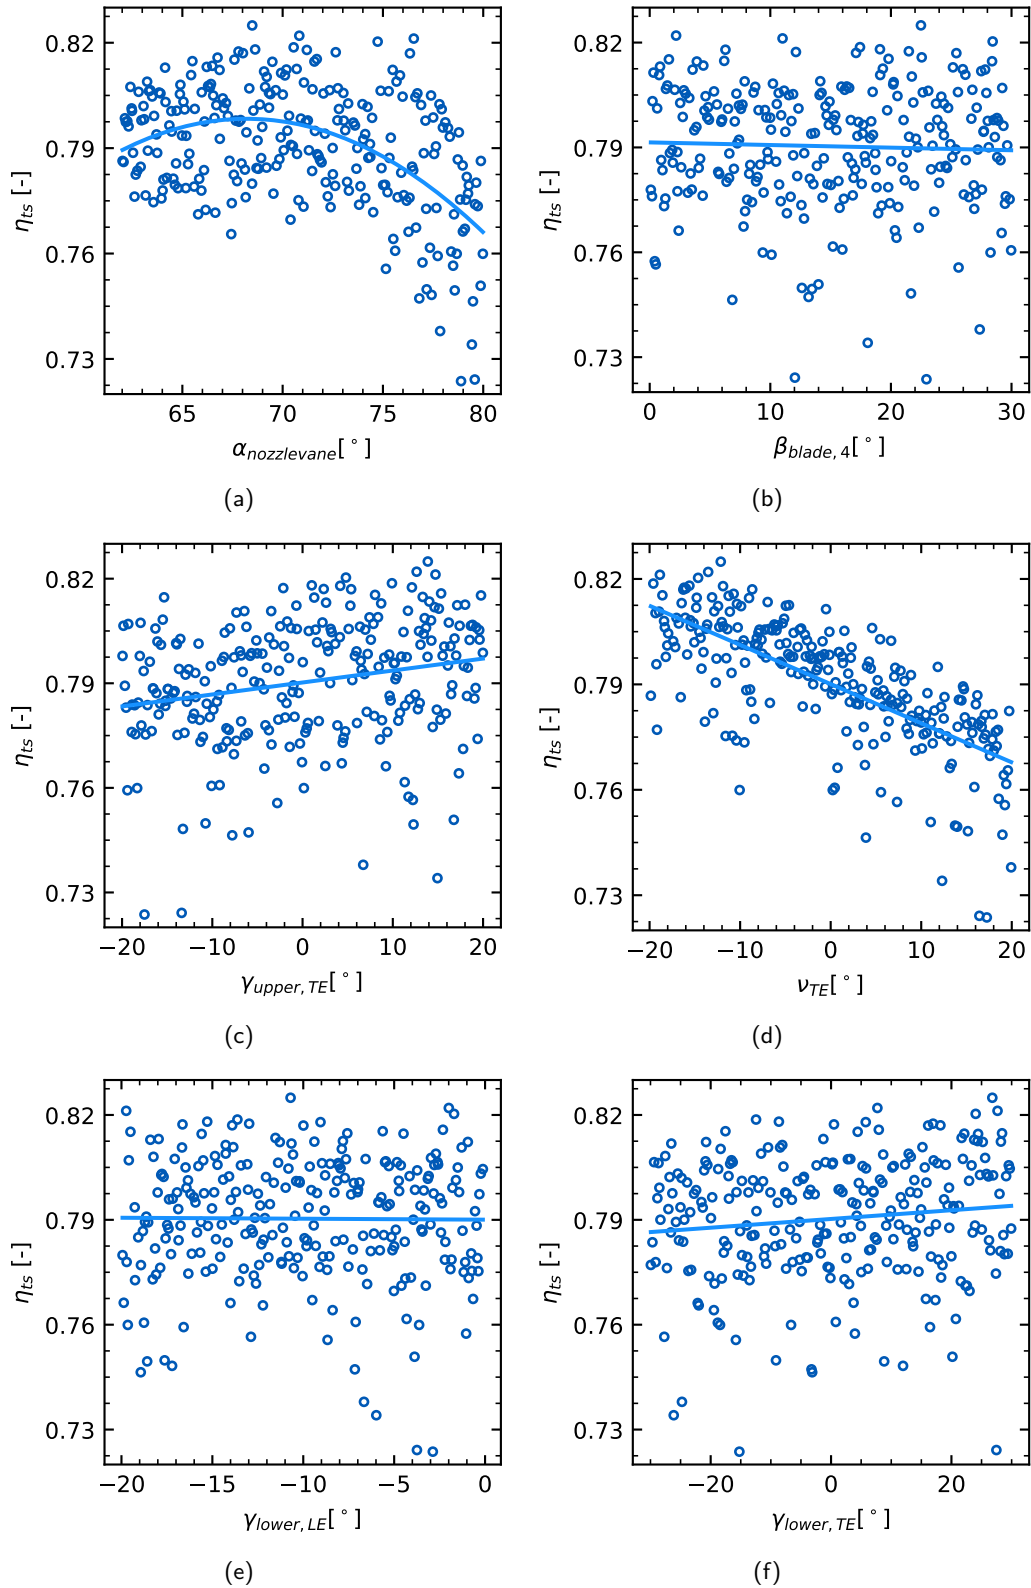 0.82 0.79 0.76 0.73
η_ts [-]
65 70 75 80
α_nozzlevane[°]
(a)
0.82 0.79 0.76 0.73
η_ts [-]
0 10 20 30
β_blade,4[°]
(b)
0.82 0.79 0.76 0.73
η_ts [-]
−20 −10 0 10 20
γ_upper,TE[°]
(c)
0.82 0.79 0.76 0.73
η_ts [-]
−20 −10 0 10 20
ν_TE[°]
(d)
0.82 0.79 0.76 0.73
η_ts [-]
−20 −15 −10 −5 0
γ_lower,LE[°]
(e)
0.82 0.79 0.76 0.73
η_ts [-]
−20 0 20
γ_lower,TE[°]
(f)